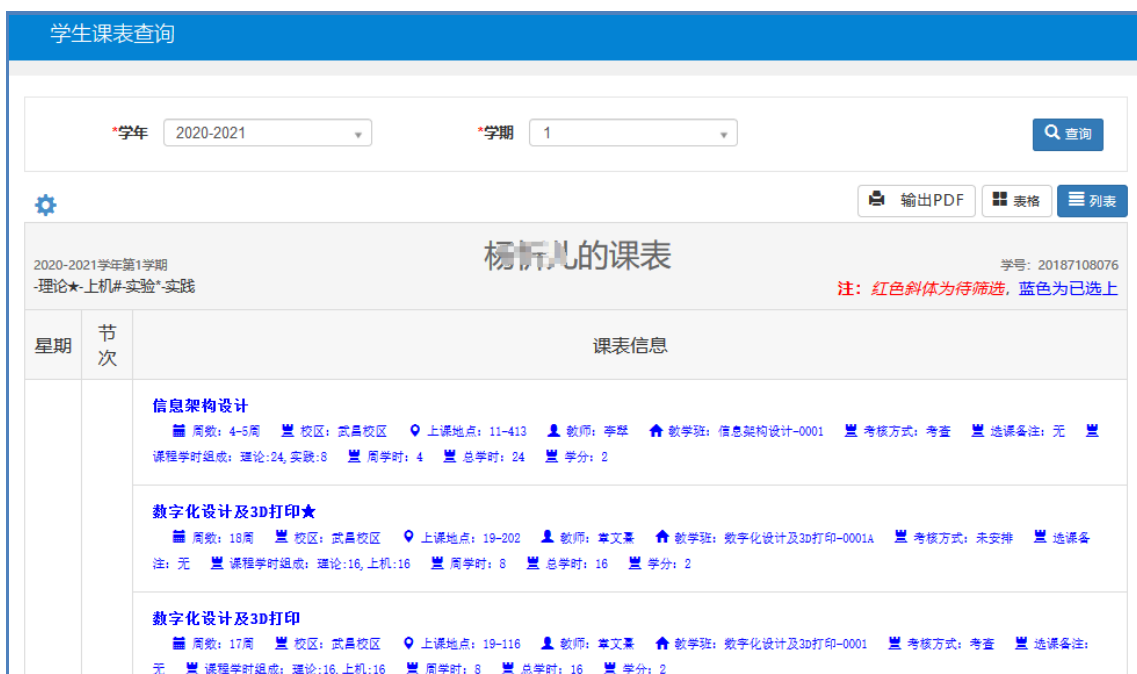 学生课表查询
*学年 2020-2021 *学期 1 查询
输出PDF 表格 列表
的课表
2020-2021学年第1学期 学号: 20187108076
-理论★-上机#-实验*-实践 注: 红色斜体为待筛选, 蓝色为已选上
星期 节次 课表信息
信息架构设计
周数: 4-5周 校区: 武昌校区 上课地点: 11-413 教师: 李犟 教学班: 信息架构设计-0001 考核方式: 考查 选课备注: 无
课程学时组成: 理论:24,实践:8 周学时: 4 总学时: 24 学分: 2
数字化设计及3D打印★
周数: 18周 校区: 武昌校区 上课地点: 19-202 教师: 章文 教学班: 数字化设计及3D打印-0001A 考核方式: 未安排 选课备
注: 无 课程学时组成: 理论:16,上机:16 周学时: 8 总学时: 16 学分: 2
数字化设计及3D打印
周数: 17周 校区: 武昌校区 上课地点: 19-116 教师: 章文 教学班: 数字化设计及3D打印-0001 考核方式: 考查 选课备注:
无 课程学时组成: 理论:16,上机:16 周学时: 8 总学时: 16 学分: 2